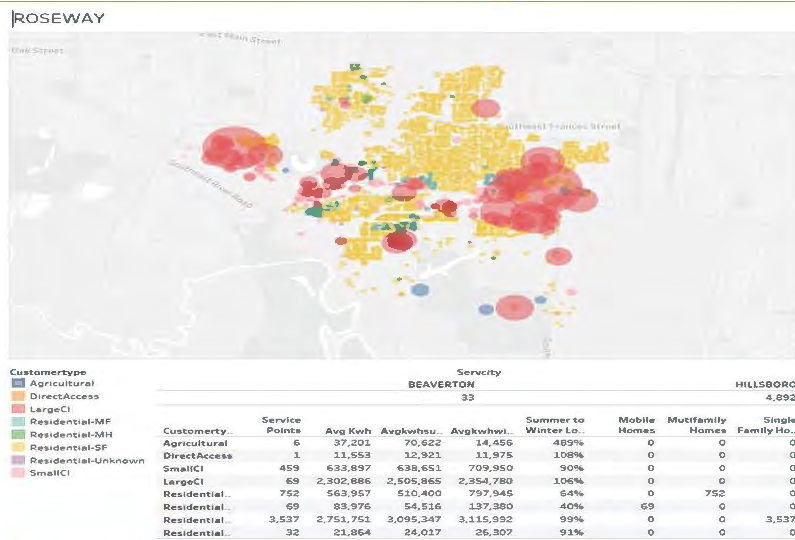 ROSEWAY
East Main Street
Oak Street
Southeast Frances Street
Southeast River Road
Customertype
Agricultural
DirectAccess
LargeCI
Residential-MF
Residential-MH
Residential-SF
Residential-Unknown
SmallCI
Servcity
BEAVERTON HILLSBORO
33 4,892
Customerty.. Service Points Avg Kwh Avgkwhsu.. Avgkwhwi.. Summer to Winter Lo.. Mobile Homes Mutifamily Homes Single Family Ho..
Agricultural 6 37,201 70,622 14,456 489% 0 0 0
DirectAccess 1 11,553 12,921 11,975 108% 0 0 0
SmallCI 459 633,897 638,651 709,950 90% 0 0 0
LargeCI 69 2,302,886 2,505,865 2,354,780 106% 0 0 0
Residential.. 752 563,957 510,400 797,945 64% 0 752 0
Residential.. 69 83,976 54,516 137,380 40% 69 0 0
Residential.. 3,537 2,751,751 3,095,347 3,115,992 99% 0 0 3,537
Residential.. 32 21,864 24,017 26,307 91% 0 0 0